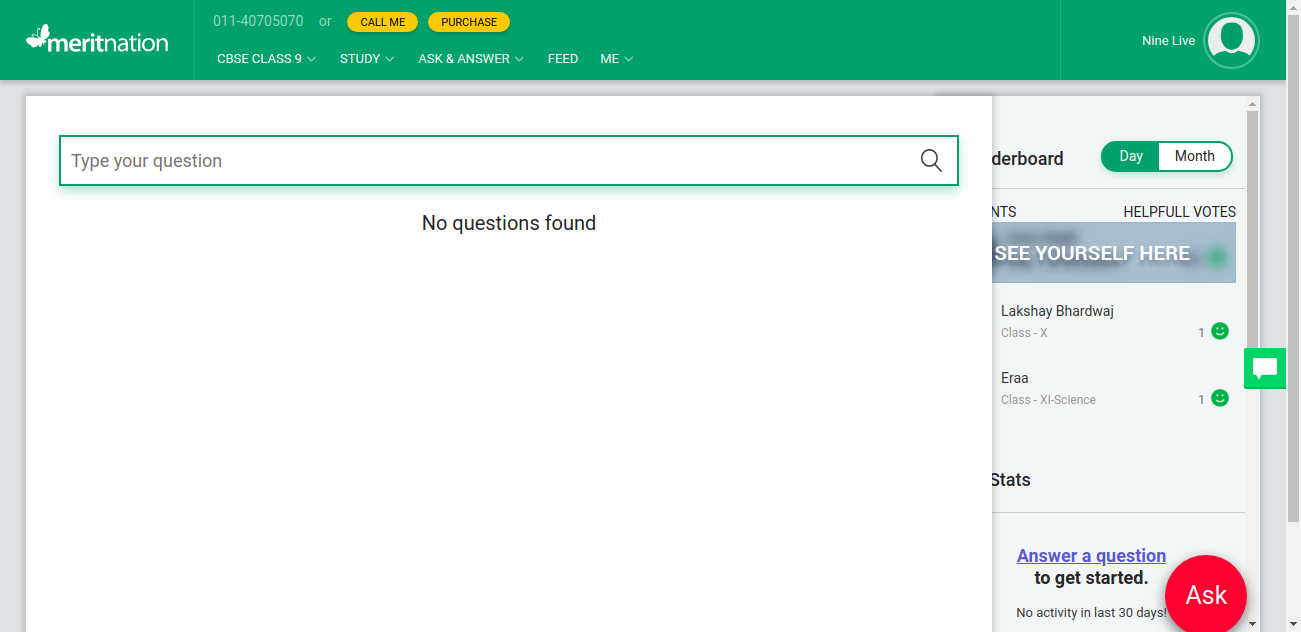 011-40705070 or CALL ME PURCHASE
meritnation
Nine Live
CBSE CLASS 9 STUDY ASK & ANSWER FEED ME
Type your question
No questions found
derboard
Day Month
NTS HELPFULL VOTES
SEE YOURSELF HERE
Lakshay Bhardwaj
Class - X 1
Eraa
Class - XI-Science 1
Stats
Answer a question
to get started.
Ask
No activity in last 30 days!